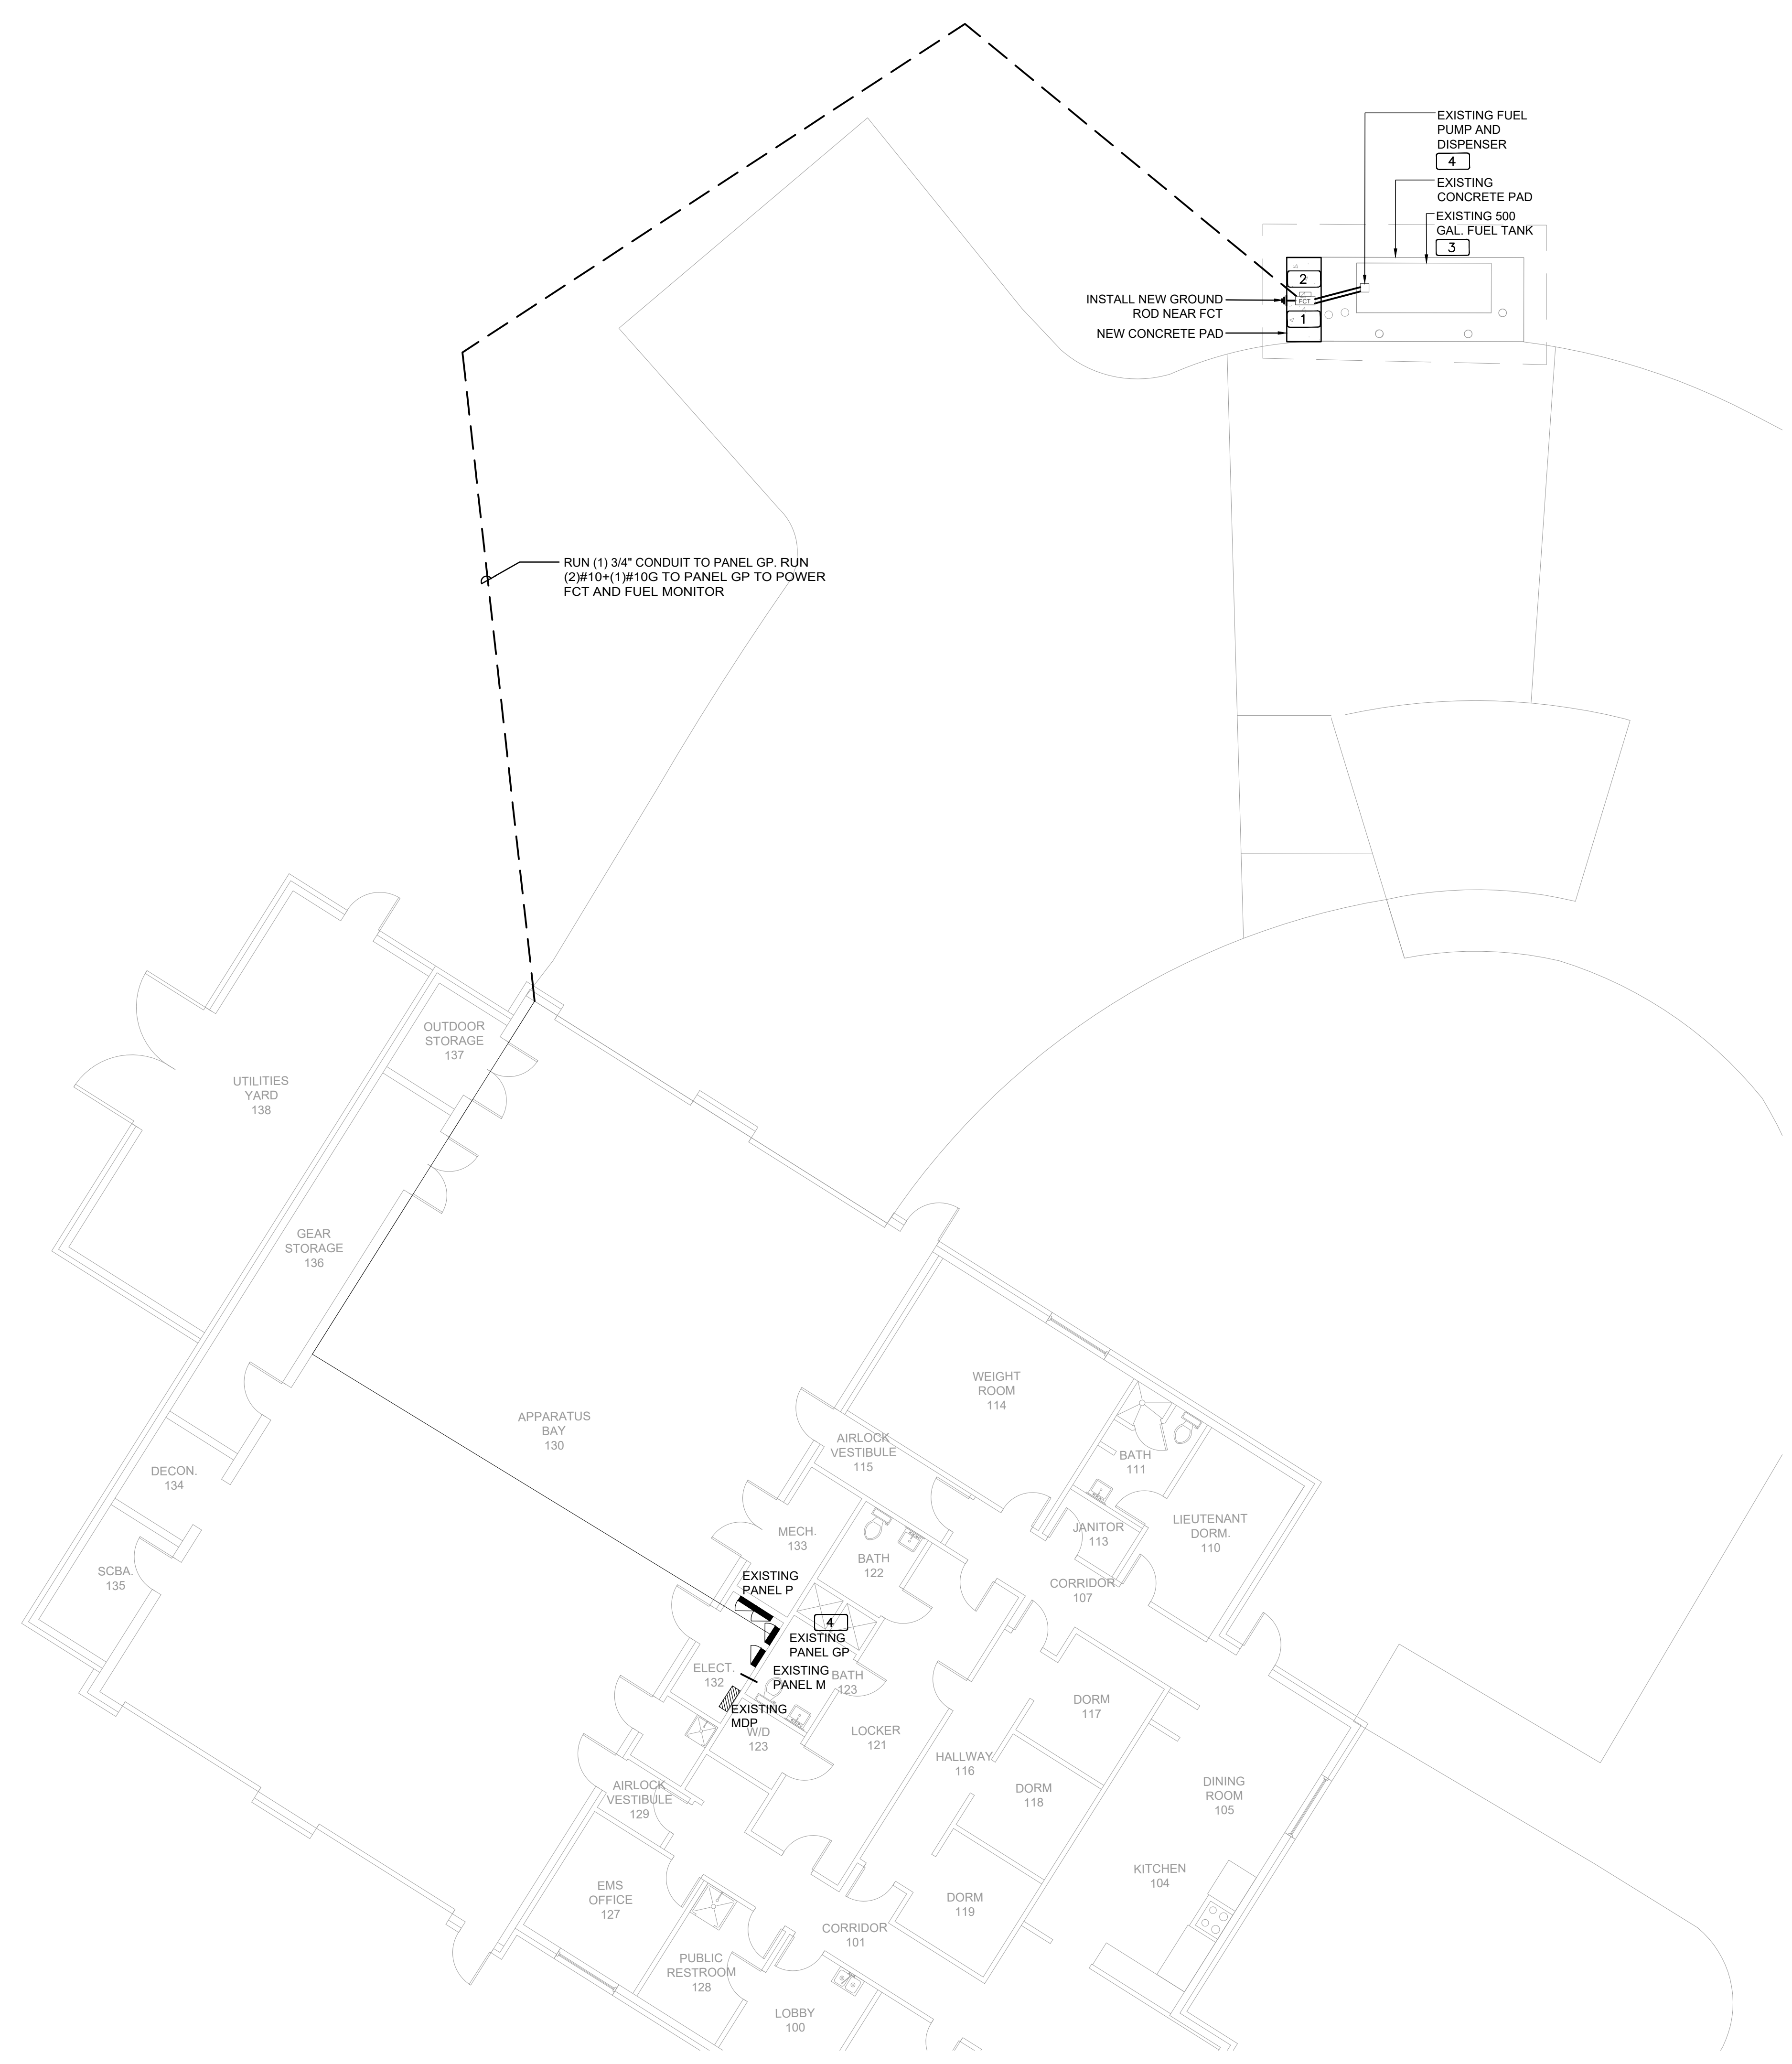 EXISTING FUEL
PUMP AND
DISPENSER
4
EXISTING
CONCRETE PAD
EXISTING 500
GAL. FUEL TANK
3
2
FCT
1
INSTALL NEW GROUND
ROD NEAR FCT
NEW CONCRETE PAD
RUN (1) 3/4" CONDUIT TO PANEL GP. RUN
(2)#10+(1)#10G TO PANEL GP TO POWER
FCT AND FUEL MONITOR
OUTDOOR
STORAGE
137
UTILITIES
YARD
138
GEAR
STORAGE
136
WEIGHT
ROOM
114
APPARATUS
BAY
130
AIRLOCK
VESTIBULE
115
BATH
111
DECON.
134
LIEUTENANT
DORM.
110
JANITOR
113
MECH.
133
BATH
122
SCBA.
135
CORRIDOR
107
EXISTING
PANEL P
4
EXISTING
PANEL GP
ELECT.
132
EXISTING
PANEL M
BATH
123
EXISTING
MDP
W/D
123
DORM
117
LOCKER
121
HALLWAY
116
AIRLOCK
VESTIBULE
129
DORM
118
DINING
ROOM
105
KITCHEN
104
EMS
OFFICE
127
DORM
119
CORRIDOR
101
PUBLIC
RESTROOM
128
LOBBY
100